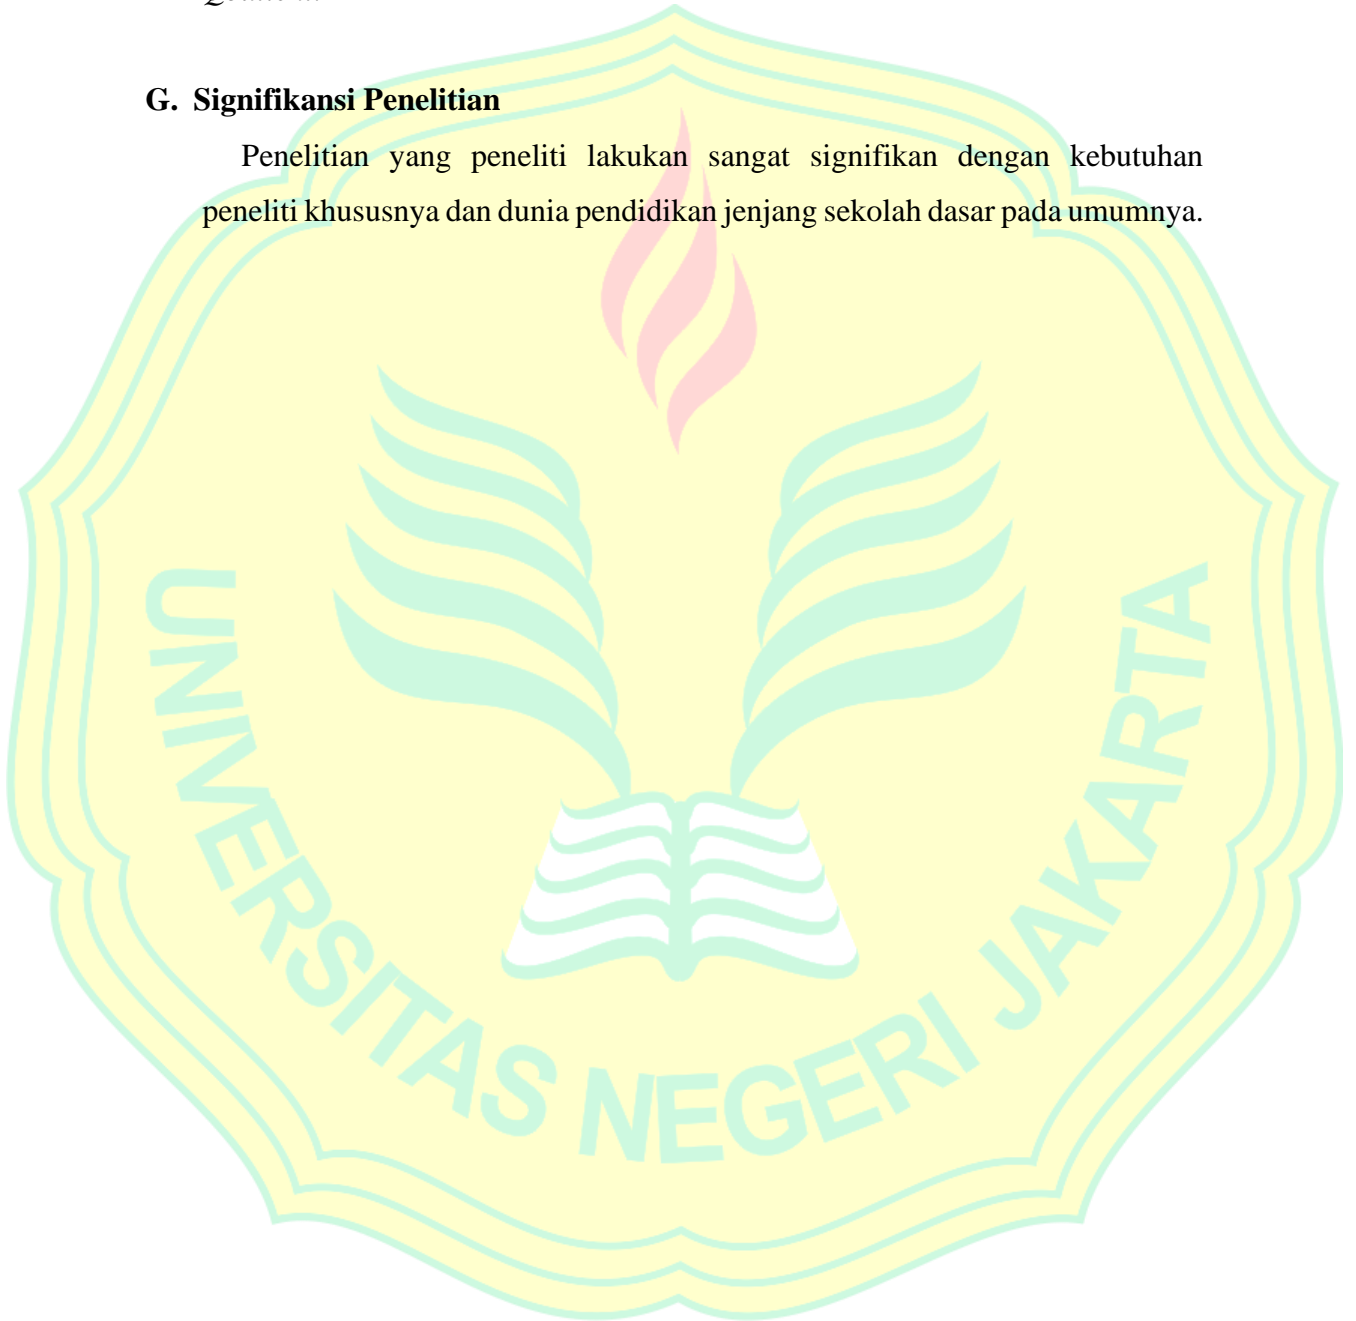 G. Signifikansi Penelitian
Penelitian yang peneliti lakukan sangat signifikan dengan kebutuhan
peneliti khususnya dan dunia pendidikan jenjang sekolah dasar pada umumnya.
UNIVERSITAS NEGERI JAKARTA